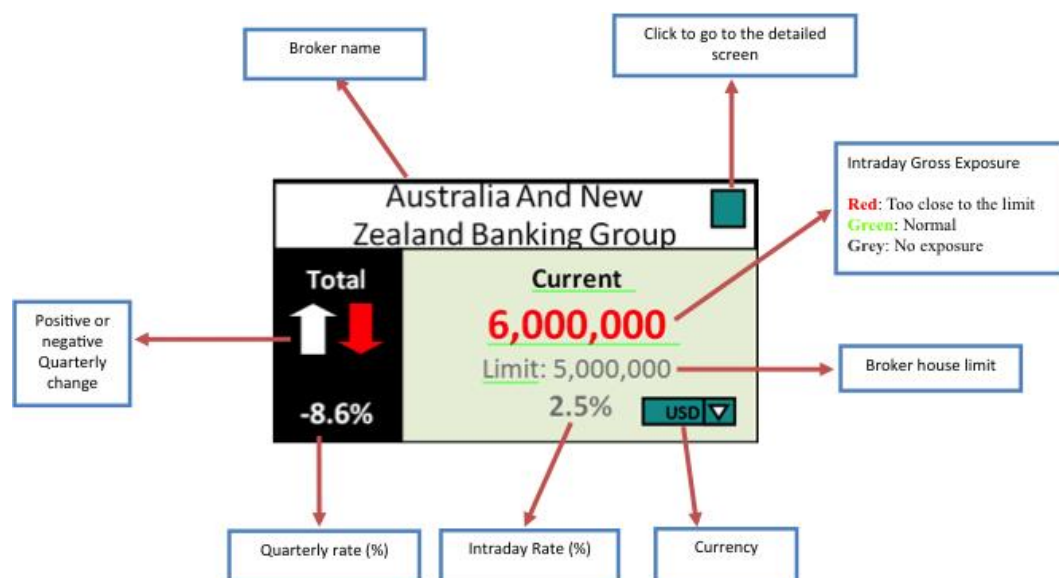 Broker name
Click to go to the detailed
screen
Intraday Gross Exposure
Red: Too close to the limit
Green: Normal
Grey: No exposure
Australia And New
Zealand Banking Group
Total
Current
6,000,000
Limit: 5,000,000
2.5%
USD
-8.6%
Positive or
negative
Quarterly
change
Broker house limit
Quarterly rate (%)
Intraday Rate (%)
Currency